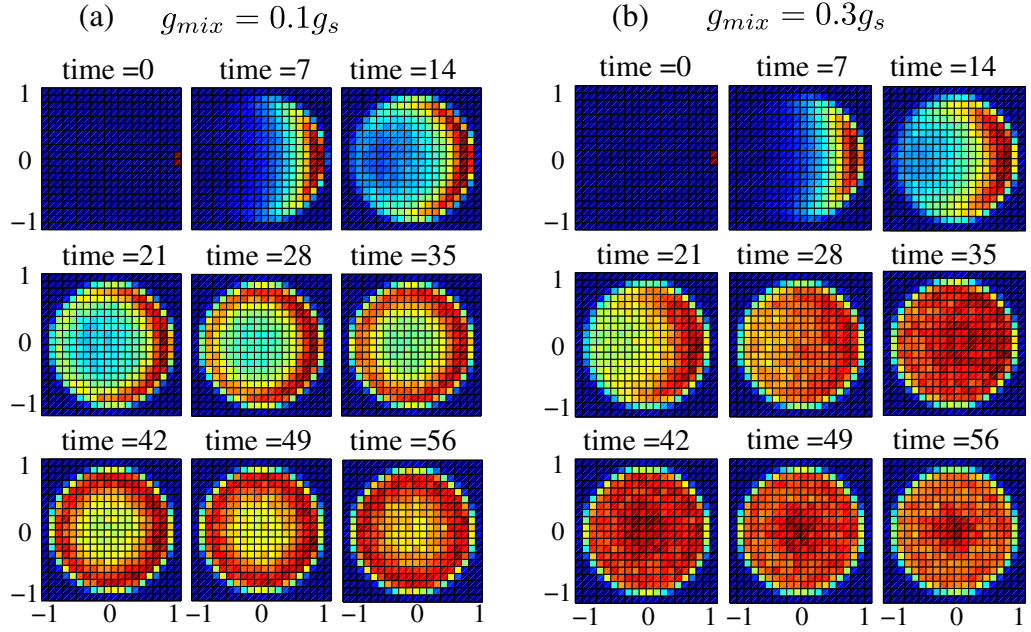 (a) g_{mix} = 0.1g_s
(b) g_{mix} = 0.3g_s
time =0 time =7 time =14
1
0
−1
time =21 time =28 time =35
1
0
−1
time =42 time =49 time =56
1
0
−1
−1 0 1 −1 0 1 −1 0 1
time =0 time =7 time =14
1
0
−1
time =21 time =28 time =35
1
0
−1
time =42 time =49 time =56
1
0
−1
−1 0 1 −1 0 1 −1 0 1